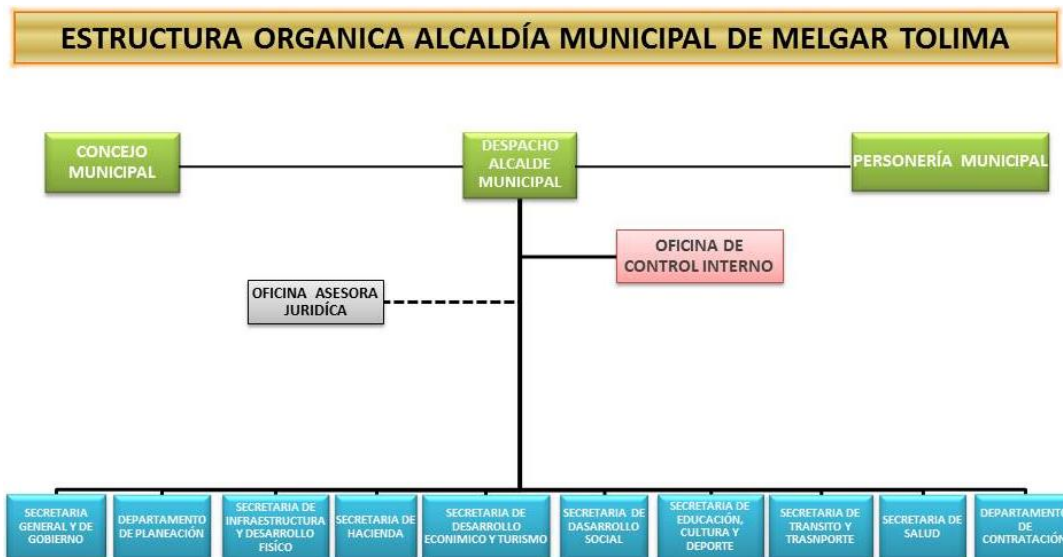 ESTRUCTURA ORGANICA ALCALDÍA MUNICIPAL DE MELGAR TOLIMA
CONCEJO
MUNICIPAL
DESPACHO
ALCALDE
MUNICIPAL
PERSONERÍA MUNICIPAL
OFICINA DE
CONTROL INTERNO
OFICINA ASESORA
JURIDÍCA
SECRETARIA
GENERAL Y DE
GOBIERNO
DEPARTAMENTO
DE PLANEACIÓN
SECRETARIA DE
INFRAESTRUCTURA
Y DESARROLLO
FISÍCO
SECRETARIA DE
HACIENDA
SECRETARIA DE
DESARROLLO
ECONIMICO Y TURISMO
SECRETARIA DE
DASARROLLO
SOCIAL
SECRETARIA DE
EDUCACIÓN,
CULTURA Y
DEPORTE
SECRETARIA DE
TRANSITO Y
TRASNPORTE
SECRETARIA DE
SALUD
DEPARTAMENTO
DE
CONTRATACIÓN